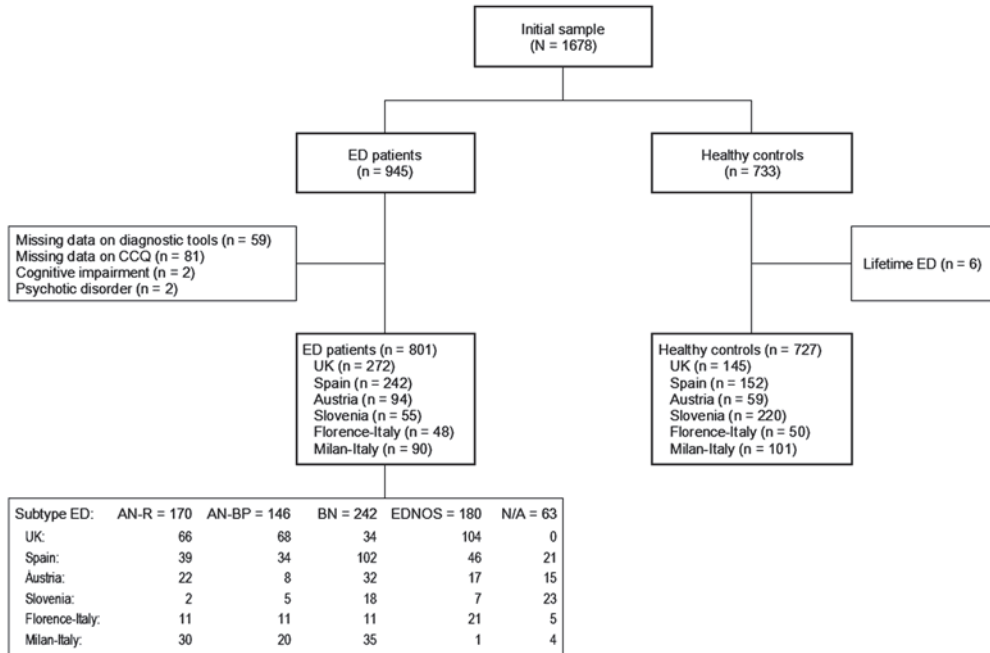 Initial sample
(N = 1678)
ED patients
(n = 945)
Healthy controls
(n = 733)
Missing data on diagnostic tools (n = 59)
Missing data on CCQ (n = 81)
Cognitive impairment (n = 2)
Psychotic disorder (n = 2)
Lifetime ED (n = 6)
ED patients (n = 801)
UK (n = 272)
Spain (n = 242)
Austria (n = 94)
Slovenia (n = 55)
Florence-Italy (n = 48)
Milan-Italy (n = 90)
Healthy controls (n = 727)
UK (n = 145)
Spain (n = 152)
Austria (n = 59)
Slovenia (n = 220)
Florence-Italy (n = 50)
Milan-Italy (n = 101)
Subtype ED: AN-R = 170 AN-BP = 146 BN = 242 EDNOS = 180 N/A = 63
UK: 66 68 34 104 0
Spain: 39 34 102 46 21
Àustria: 22 8 32 17 15
Slovenia: 2 5 18 7 23
Florence-Italy: 11 11 11 21 5
Milan-Italy: 30 20 35 1 4